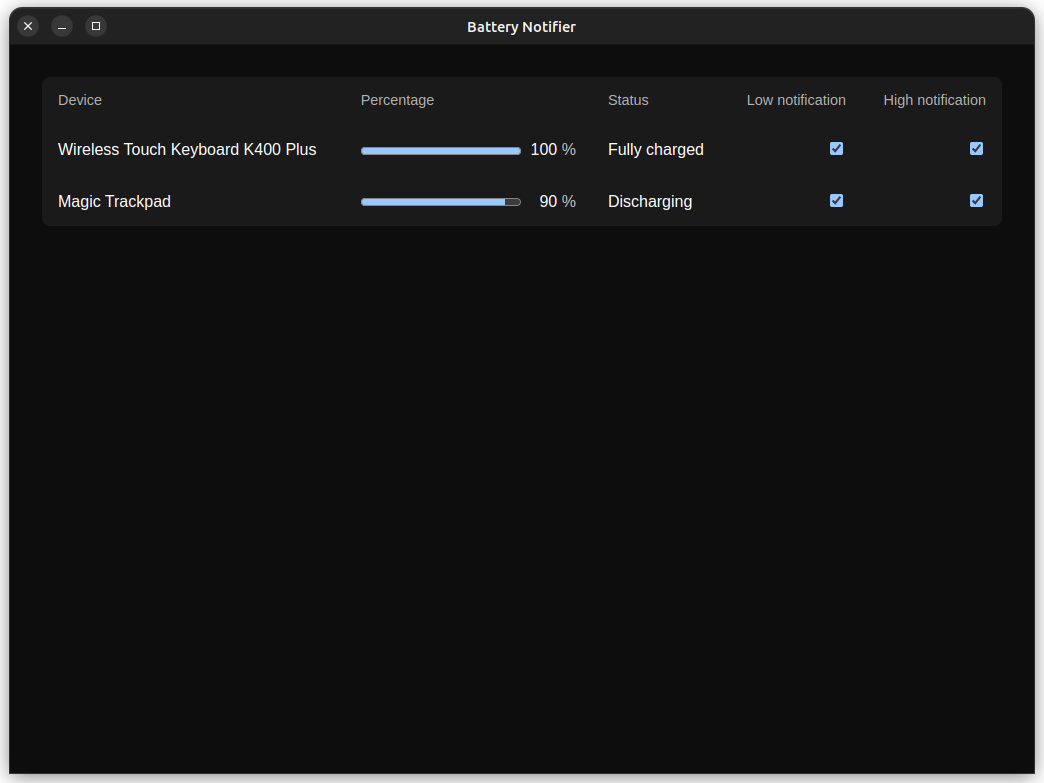 Battery Notifier
Device Percentage Status Low notification High notification
Wireless Touch Keyboard K400 Plus 100 % Fully charged
Magic Trackpad 90 % Discharging